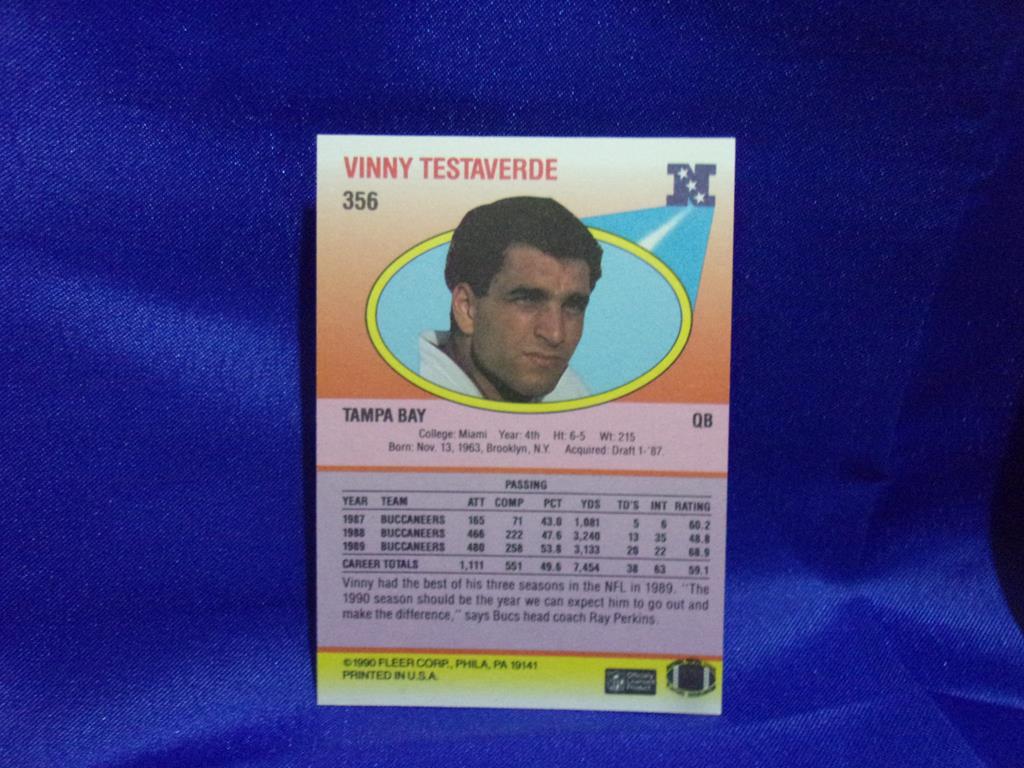 VINNY TESTAVERDE
356
N
TAMPA BAY QB
College: Miami Year: 4th Ht: 6-5 Wt: 215
Born: Nov. 13, 1963, Brooklyn, N.Y. Acquired: Draft 1-'87.
PASSING
YEAR TEAM ATT COMP PCT YDS TD'S INT RATING
1987 BUCCANEERS 165 71 43.0 1,081 5 6 60.2
1988 BUCCANEERS 466 222 47.6 3,240 13 35 48.8
1989 BUCCANEERS 480 258 53.8 3,133 20 22 68.9
CAREER TOTALS 1,111 551 49.6 7,454 38 63 59.1
Vinny had the best of his three seasons in the NFL in 1989. "The
1990 season should be the year we can expect him to go out and
make the difference," says Bucs head coach Ray Perkins.
©1990 FLEER CORP., PHILA, PA 19141
PRINTED IN U.S.A.
Officially
Licensed
Product